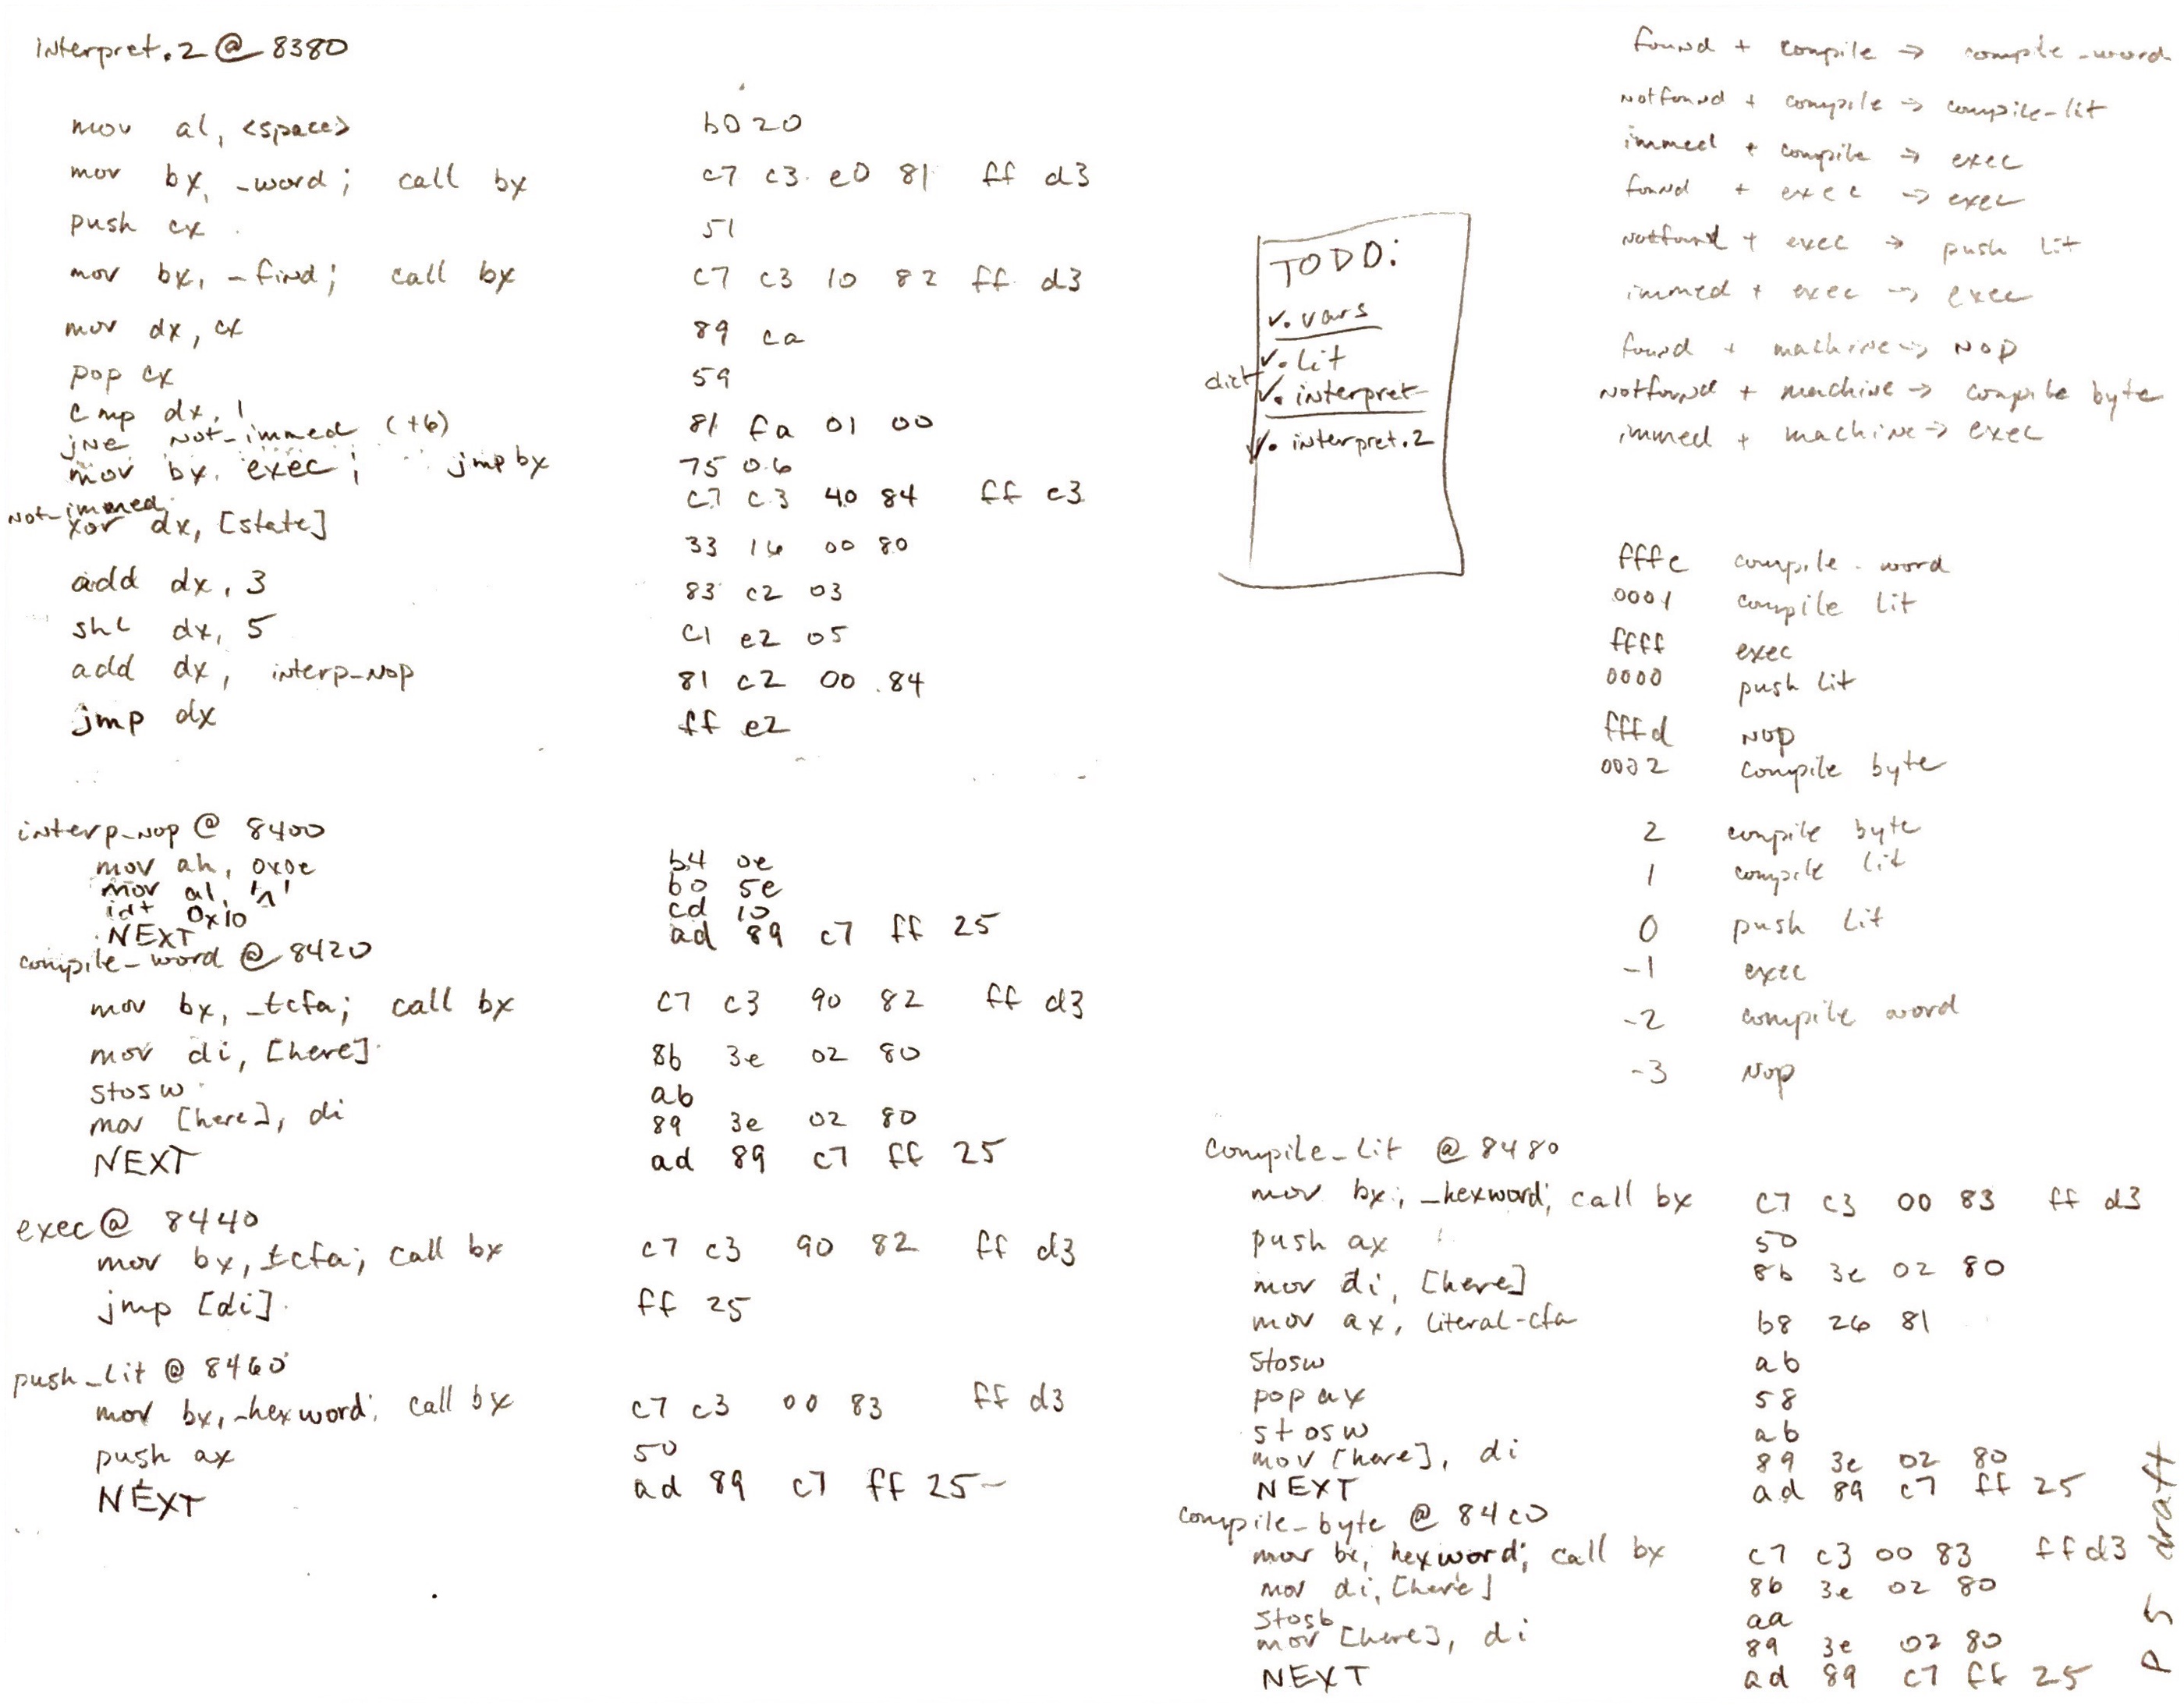 interpret.2 @ 8380
mov al, <space> b0 20
mov bx, _word; call bx c7 c3 e0 81 ff d3
push cx 51
mov bx, _find; call bx c7 c3 10 82 ff d3
mov dx, cx 89 ca
pop cx 59
cmp dx, 1 81 fa 01 00
jne not_immed (+6) 75 06
mov bx, exec; jmp bx c7 c3 40 84 ff e3
not_immed:
xor dx, [state] 33 16 00 80
add dx, 3 83 c2 03
shl dx, 5 c1 e2 05
add dx, interp_nop 81 c2 00 84
jmp dx ff e2
interp_nop @ 8400
mov ah, 0x0e b4 0e
mov al, '^' b0 5e
int 0x10 cd 10
NEXT ad 89 c7 ff 25
compile_word @ 8420
mov bx, _tcfa; call bx c7 c3 90 82 ff d3
mov di, [here] 8b 3e 02 80
stosw ab
mov [here], di 89 3e 02 80
NEXT ad 89 c7 ff 25
exec @ 8440
mov bx, _tcfa; call bx c7 c3 90 82 ff d3
jmp [di] ff 25
push_lit @ 8460
mov bx, _hexword; call bx c7 c3 00 83 ff d3
push ax 50
NEXT ad 89 c7 ff 25
TODO:
✓. vars
✓. lit
dict ✓. interpret
✓. interpret.2
found + compile → compile_word
notfound + compile → compile-lit
immed + compile → exec
found + exec → exec
notfound + exec → push lit
immed + exec → exec
found + machine → nop
notfound + machine → compile byte
immed + machine → exec
fffe compile word
0001 compile lit
ffff exec
0000 push lit
fffd nop
0002 compile byte
2 compile byte
1 compile lit
0 push lit
-1 exec
-2 compile word
-3 nop
compile_lit @ 8480
mov bx, _hexword; call bx c7 c3 00 83 ff d3
push ax 50
mov di, [here] 8b 3e 02 80
mov ax, literal-cfa b8 26 81
stosw ab
pop ax 58
stosw ab
mov [here], di 89 3e 02 80
NEXT ad 89 c7 ff 25
compile_byte @ 84c0
mov bx, hexword; call bx c7 c3 00 83 ff d3
mov di, [here] 8b 3e 02 80
stosb aa
mov [here], di 89 3e 02 80
NEXT ad 89 c7 ff 25
p5 draft